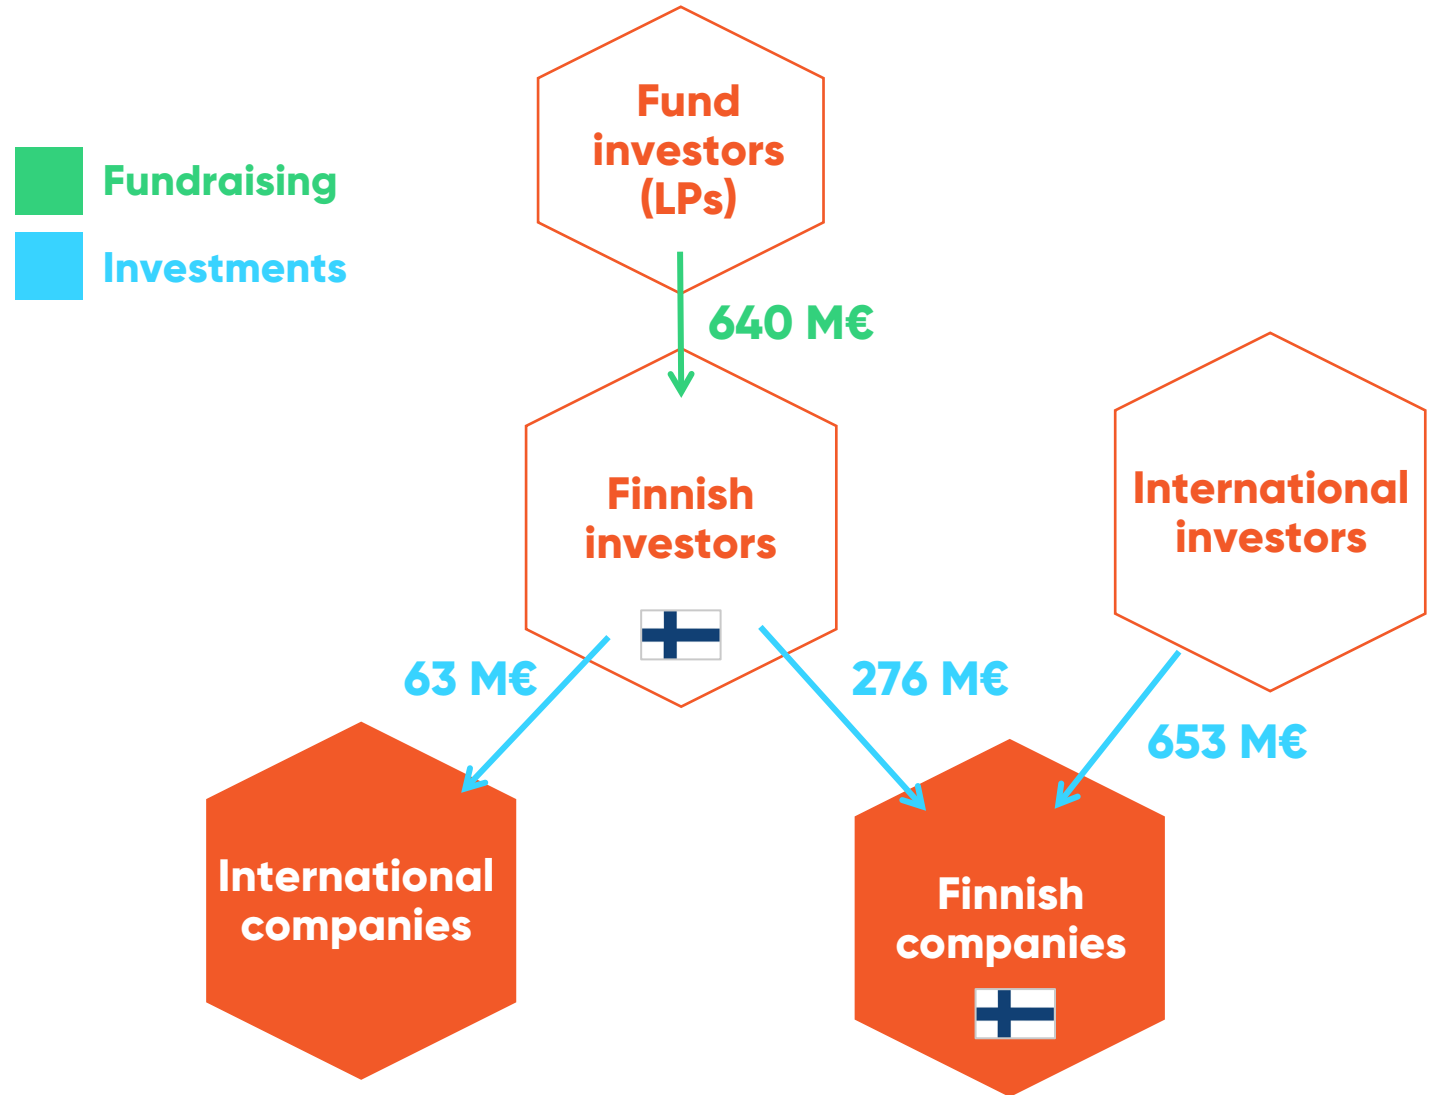 Fund
investors
(LPs)
Fundraising
Investments
640 M€
Finnish
investors
International
investors
63 M€
276 M€
653 M€
International
companies
Finnish
companies